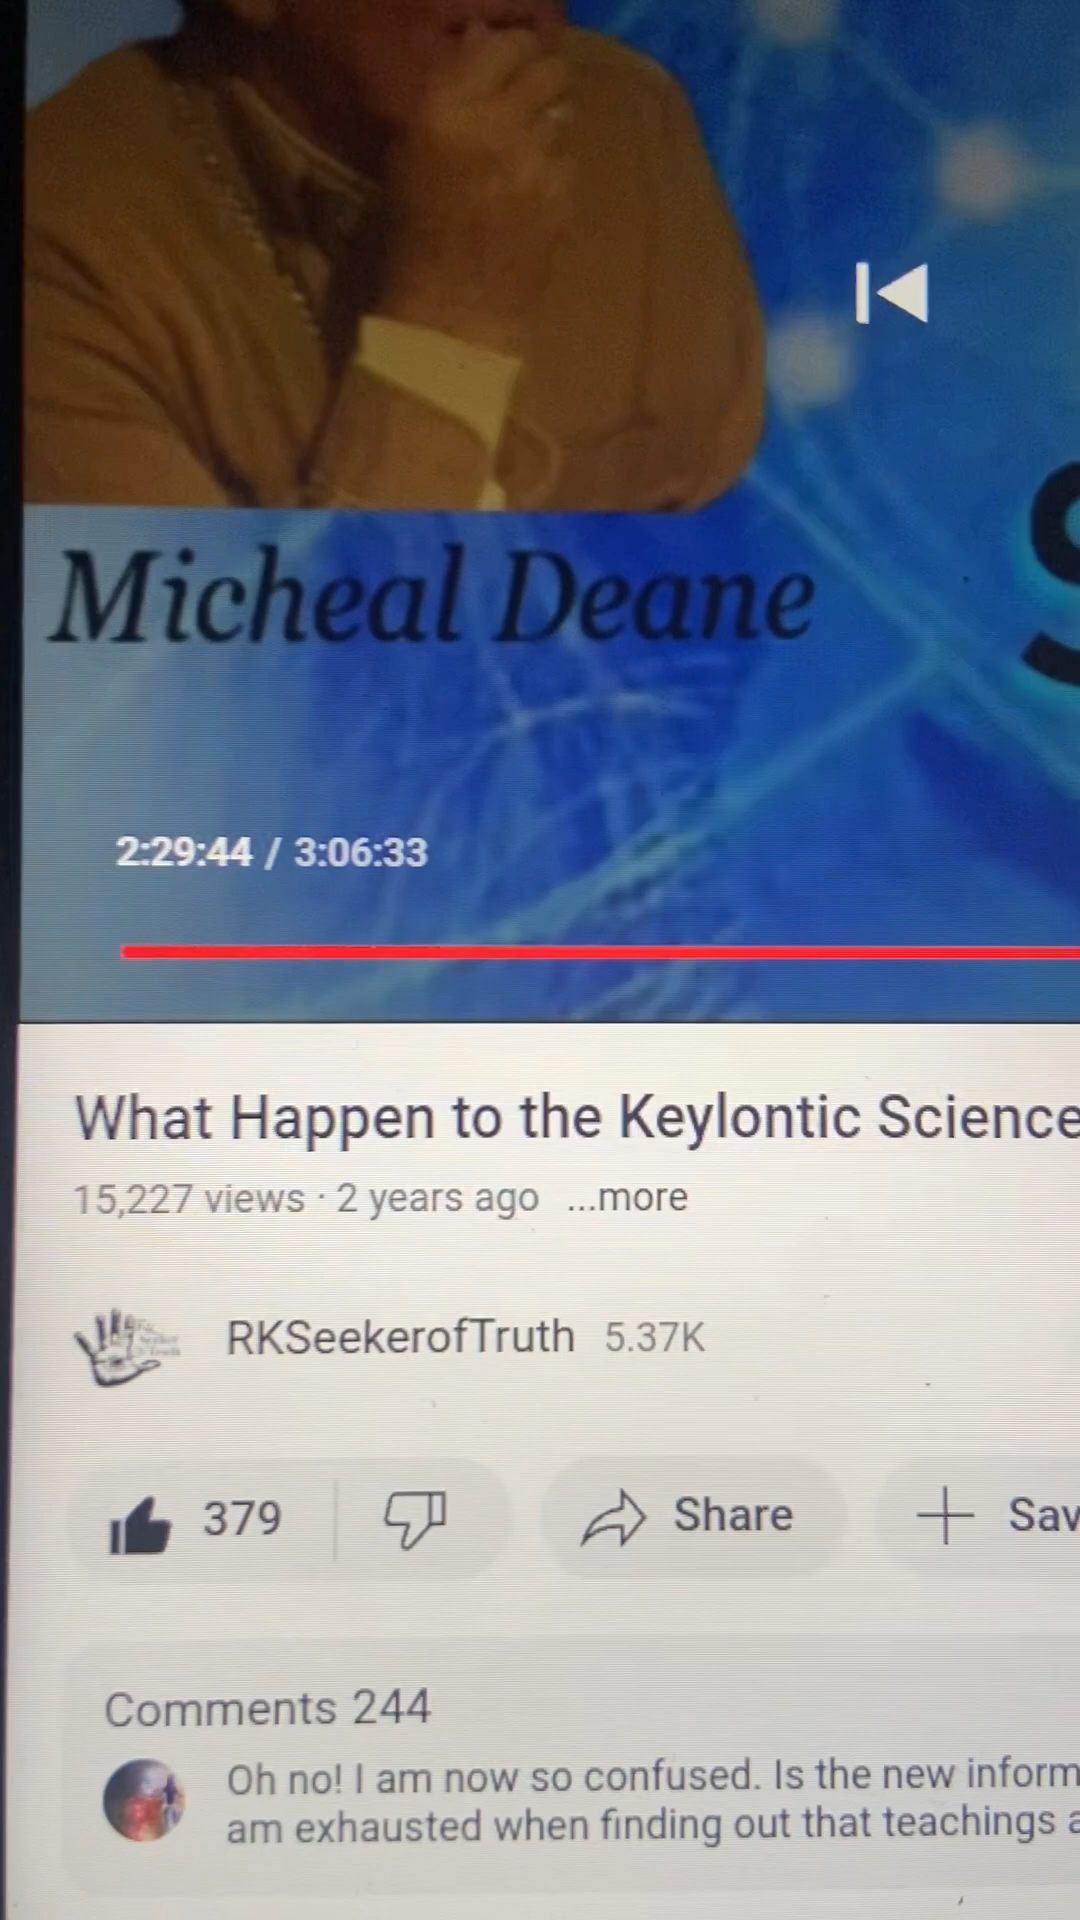 Micheal Deane
2:29:44 / 3:06:33
What Happen to the Keylontic Science
15,227 views · 2 years ago ...more
RKSeekerofTruth 5.37K
379 Share Sav
Comments 244
Oh no! I am now so confused. Is the new inform
am exhausted when finding out that teachings a